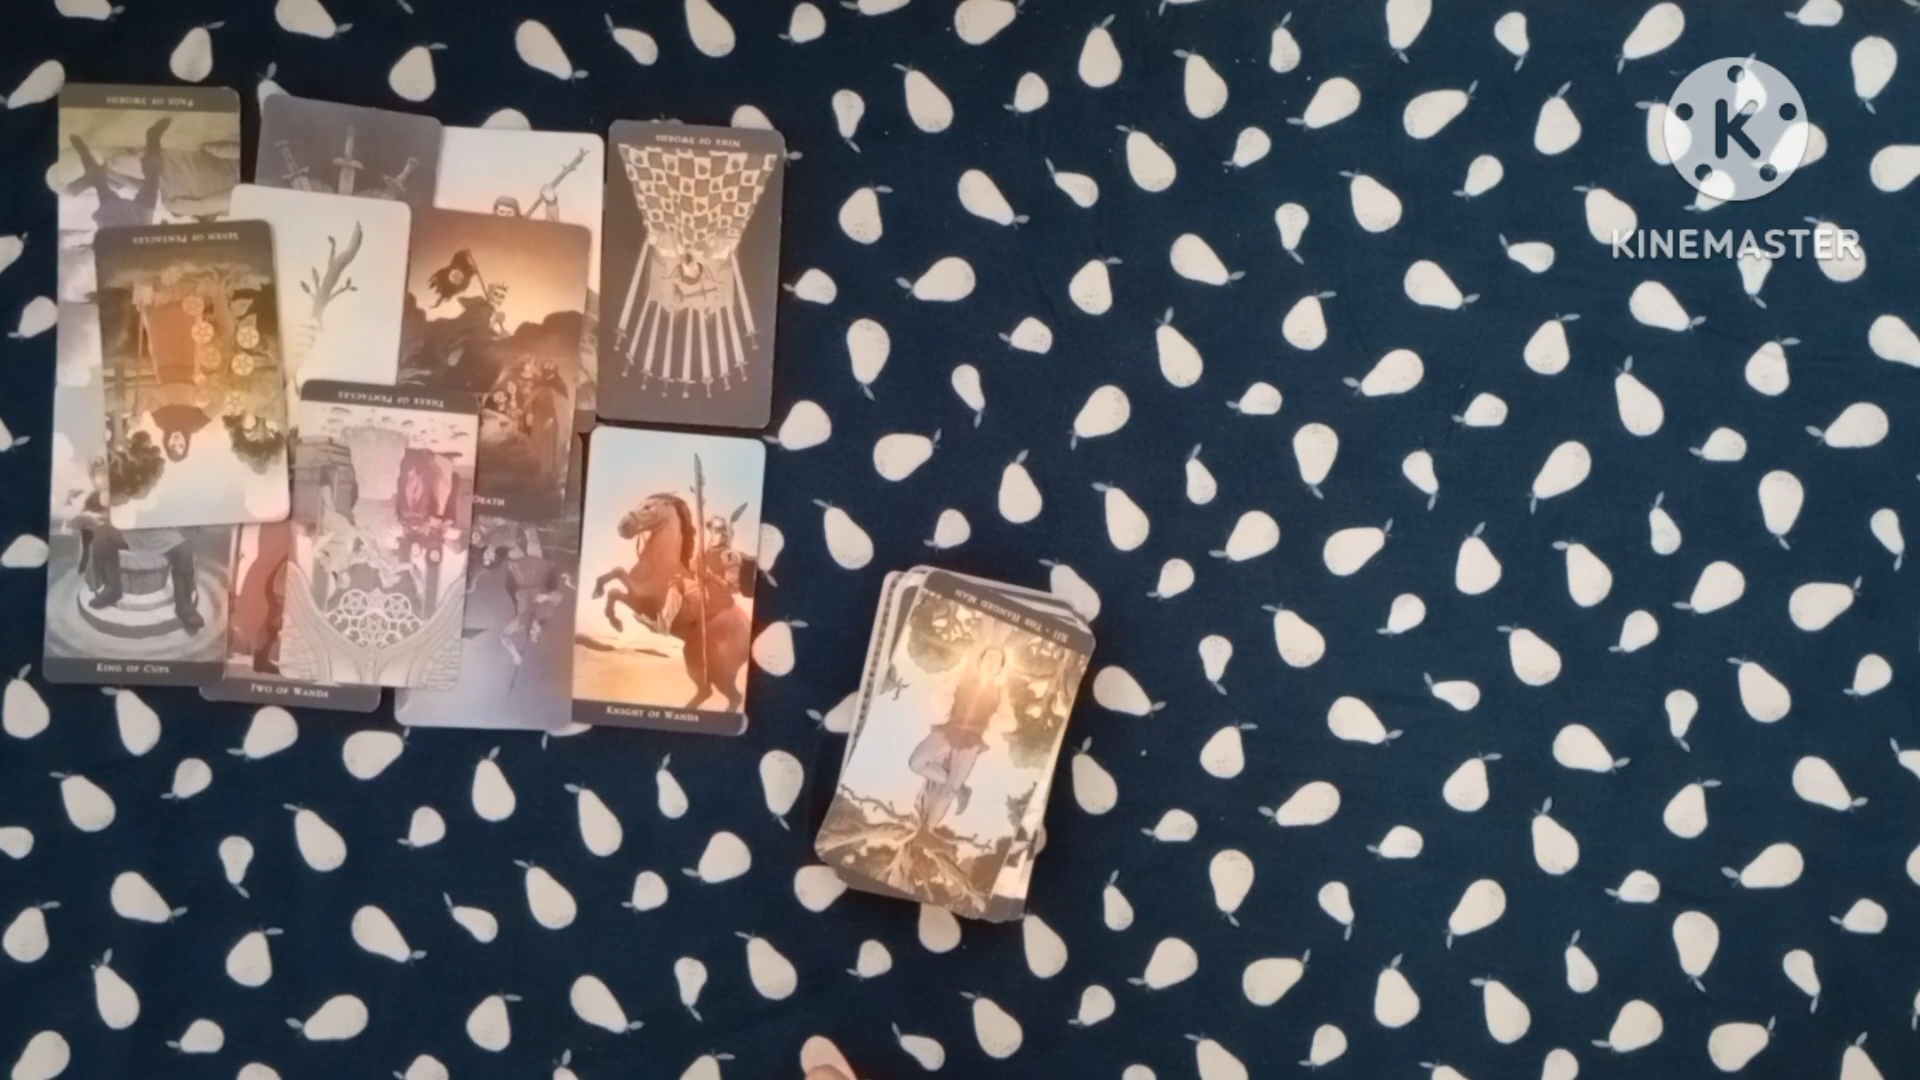 PAGE OF SWORDS
NINE OF SWORDS
SEVEN OF PENTACLES
THREE OF PENTACLES
DEATH
KING OF CUPS
TWO OF WANDS
KNIGHT OF WANDS
XII • THE HANGED MAN
K
KINEMASTER